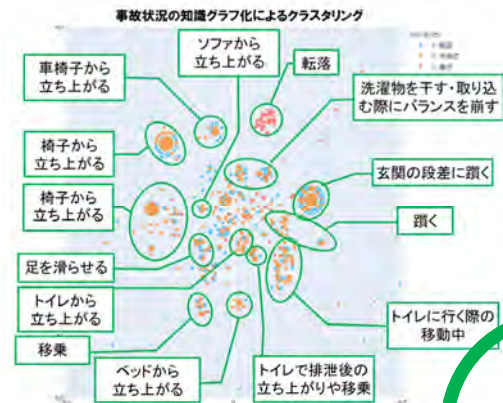 事故状況の知識グラフ化によるクラスタリング
ソファから
立ち上がる
車椅子から
立ち上がる
転落
洗濯物を干す・取り込
む際にバランスを崩す
椅子から
立ち上がる
玄関の段差に躓く
椅子から
立ち上がる
躓く
足を滑らせる
トイレから
立ち上がる
トイレに行く際の
移動中
移乗
ベッドから
立ち上がる
トイレで排泄後の
立ち上がりや移乗